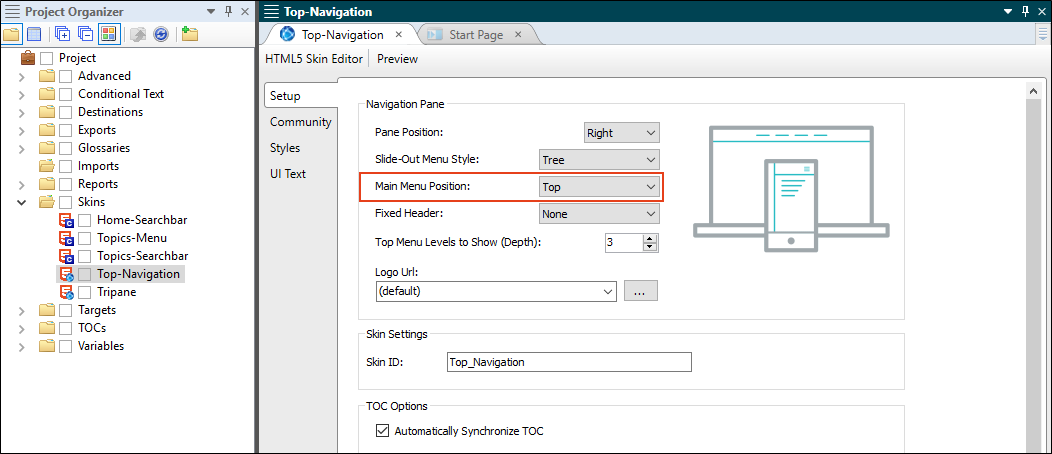 Project Organizer
Project
Advanced
Conditional Text
Destinations
Exports
Glossaries
Imports
Reports
Skins
Home-Searchbar
Topics-Menu
Topics-Searchbar
Top-Navigation
Tripane
Targets
TOCs
Variables
Top-Navigation
Top-Navigation
Start Page
HTML5 Skin Editor
Preview
Setup
Community
Styles
UI Text
Navigation Pane
Pane Position: Right
Slide-Out Menu Style: Tree
Main Menu Position: Top
Fixed Header: None
Top Menu Levels to Show (Depth): 3
Logo Url:
(default) ...
Skin Settings
Skin ID: Top_Navigation
TOC Options
Automatically Synchronize TOC